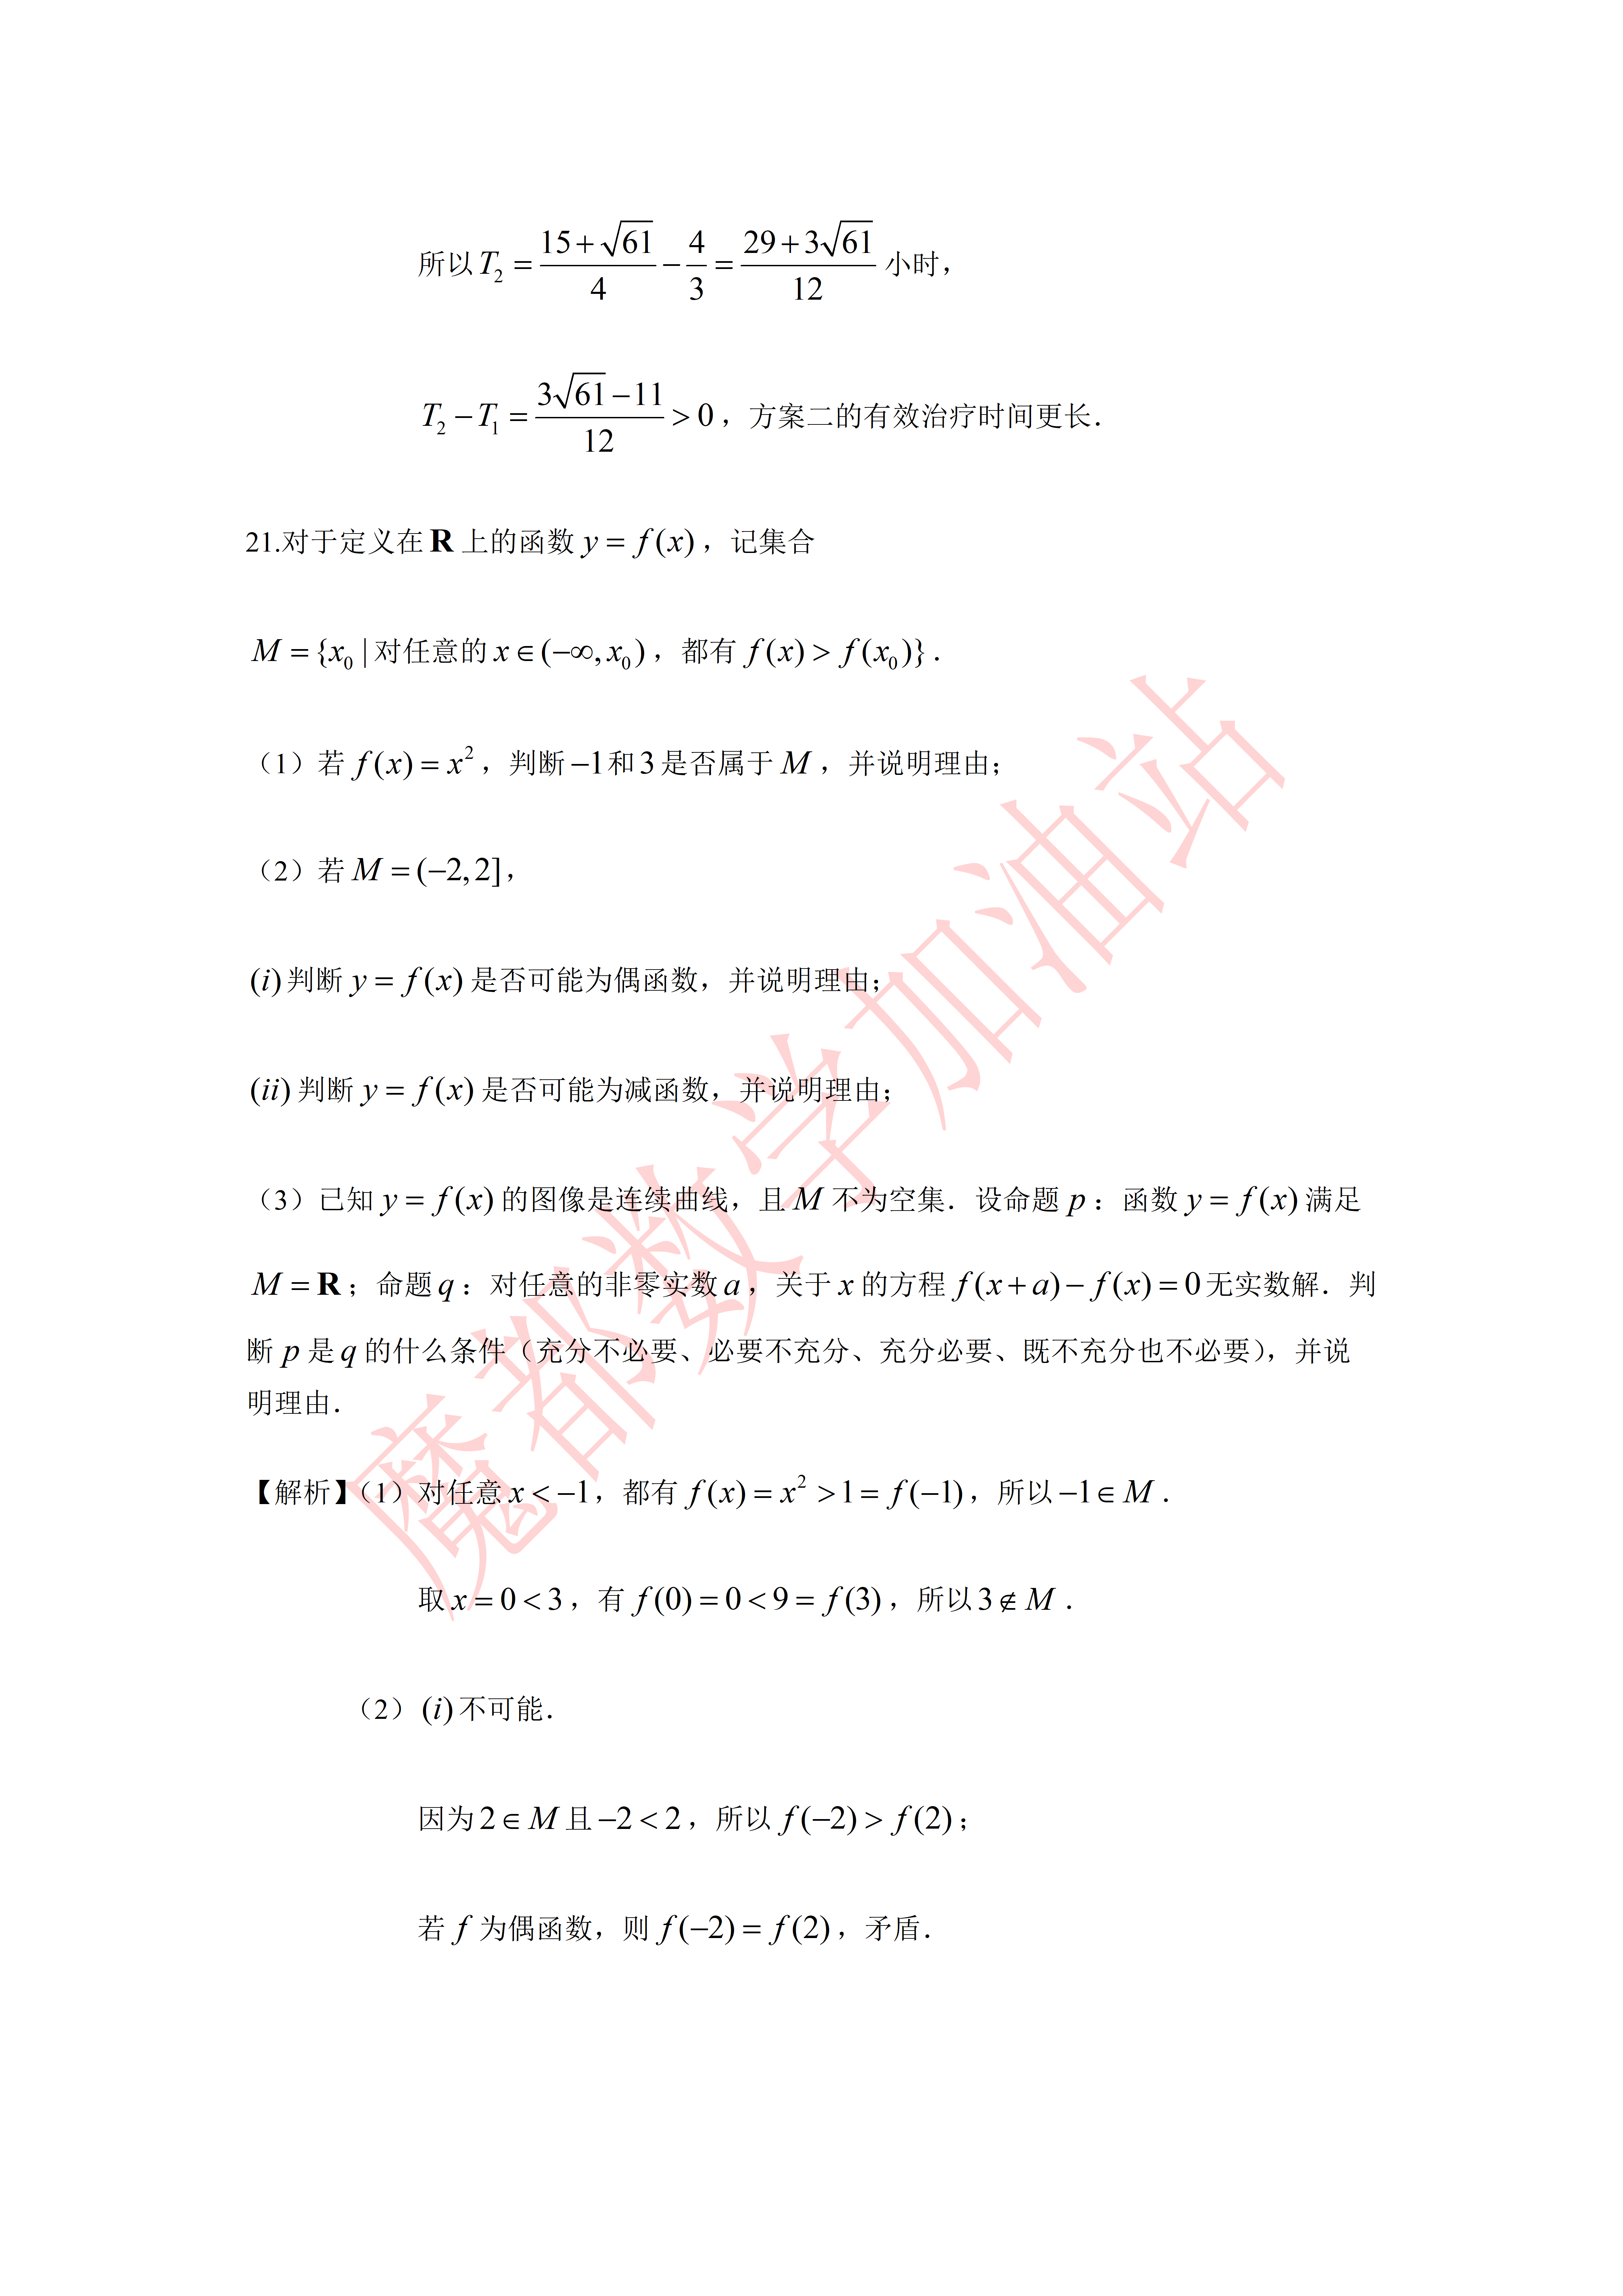 所以 T₂ = (15+√61)/4 − 4/3 = (29+3√61)/12 小时，
T₂ − T₁ = (3√61−11)/12 > 0，方案二的有效治疗时间更长．
21.对于定义在 R 上的函数 y = f(x)，记集合
M = {x₀ | 对任意的 x∈(−∞, x₀)，都有 f(x) > f(x₀)}．
（1）若 f(x) = x²，判断 −1 和 3 是否属于 M，并说明理由；
（2）若 M = (−2, 2]，
(i) 判断 y = f(x) 是否可能为偶函数，并说明理由；
(ii) 判断 y = f(x) 是否可能为减函数，并说明理由；
（3）已知 y = f(x) 的图像是连续曲线，且 M 不为空集．设命题 p：函数 y = f(x) 满足
M = R；命题 q：对任意的非零实数 a，关于 x 的方程 f(x+a) − f(x) = 0 无实数解．判
断 p 是 q 的什么条件（充分不必要、必要不充分、充分必要、既不充分也不必要），并说
明理由．
【解析】（1）对任意 x < −1，都有 f(x) = x² > 1 = f(−1)，所以 −1∈M．
取 x = 0 < 3，有 f(0) = 0 < 9 = f(3)，所以 3∉M．
（2）(i) 不可能．
因为 2∈M 且 −2 < 2，所以 f(−2) > f(2)；
若 f 为偶函数，则 f(−2) = f(2)，矛盾．
魔都数学加油站